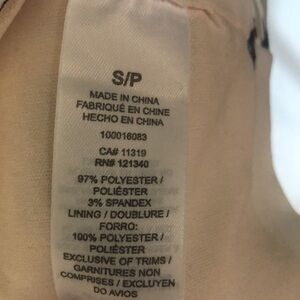 S/P
MADE IN CHINA
FABRIQUÉ EN CHINE
HECHO EN CHINA
100016083
CA# 11319
RN# 121340
97% POLYESTER /
POLIÉSTER
3% SPANDEX
LINING / DOUBLURE /
FORRO:
100% POLYESTER /
POLIÉSTER
EXCLUSIVE OF TRIMS /
GARNITURES NON
COMPRISES / EXCLUYEN
DO AVIOS